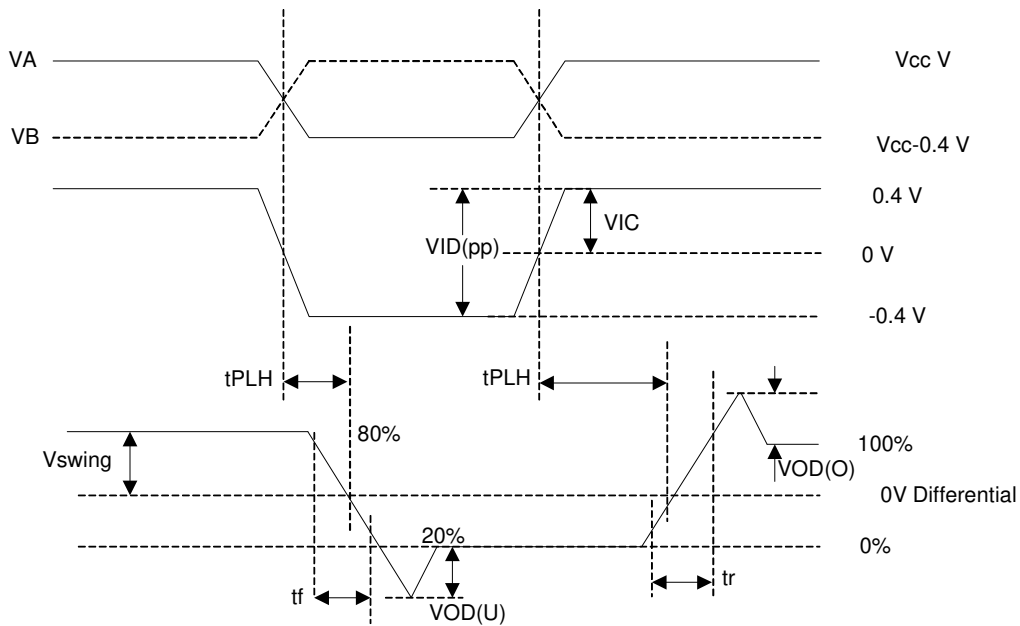 VA
Vcc V
VB
Vcc-0.4 V
0.4 V
VIC
VID(pp)
0 V
-0.4 V
tPLH
tPLH
80%
100%
Vswing
VOD(O)
0V Differential
20%
0%
tf
VOD(U)
tr